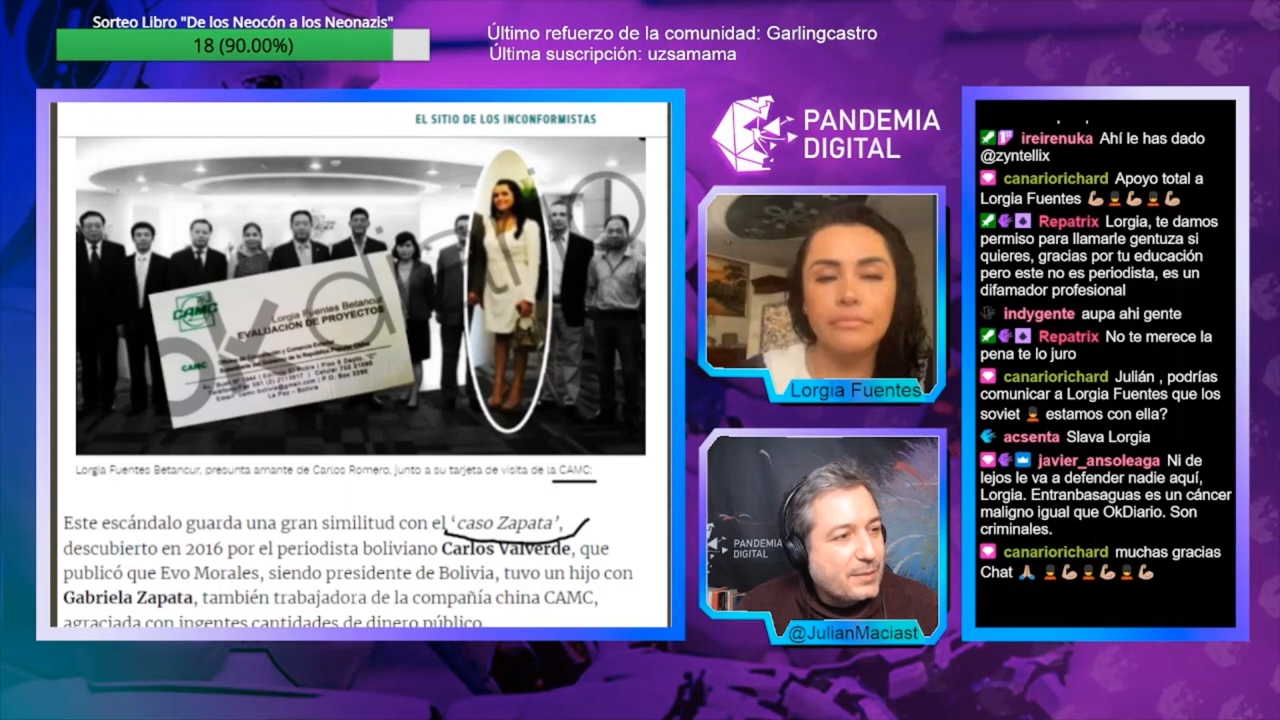 Sorteo Libro "De los Neocón a los Neonazis"
18 (90.00%)
Último refuerzo de la comunidad: Garlingcastro
Última suscripción: uzsamama
EL SITIO DE LOS INCONFORMISTAS
okdiario
CAMC
Lorgia Fuentes Betancur
EVALUACION DE PROYECTOS
CAMC
La Paz - Bolivia
Lorgia Fuentes Betancur, presunta amante de Carlos Romero, junto a su tarjeta de visita de la CAMC:
Este escándalo guarda una gran similitud con el 'caso Zapata',
descubierto en 2016 por el periodista boliviano Carlos Valverde, que
publicó que Evo Morales, siendo presidente de Bolivia, tuvo un hijo con
Gabriela Zapata, también trabajadora de la compañía china CAMC,
agraciada con ingentes cantidades de dinero público
PANDEMIA
DIGITAL
Lorgia Fuentes
PANDEMIA
DIGITAL
@JulianMaciast
ireirenuka Ahí le has dado
@zyntellix
canariorichard Apoyo total a
Lorgia Fuentes 💪🏼💂🏿💪🏼💂🏿💪🏼
Repatrix Lorgia, te damos
permiso para llamarle gentuza si
quieres, gracias por tu educación
pero este no es periodista, es un
difamador profesional
indygente aupa ahi gente
Repatrix No te merece la
pena te lo juro
canariorichard Julián , podrías
comunicar a Lorgia Fuentes que los
soviet 💂🏿 estamos con ella?
acsenta Slava Lorgia
javier_ansoleaga Ni de
lejos le va a defender nadie aquí,
Lorgia. Entranbasaguas es un cáncer
maligno igual que OkDiario. Son
criminales.
canariorichard muchas gracias
Chat 🙏🏼 💂🏿💪🏼💂🏿💪🏼💂🏿💪🏼